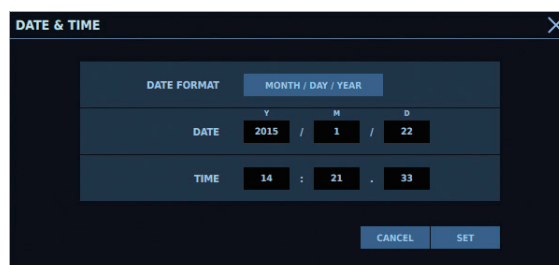 DATE & TIME
DATE FORMAT MONTH / DAY / YEAR
Y M D
DATE 2015 / 1 / 22
TIME 14 : 21 . 33
CANCEL SET